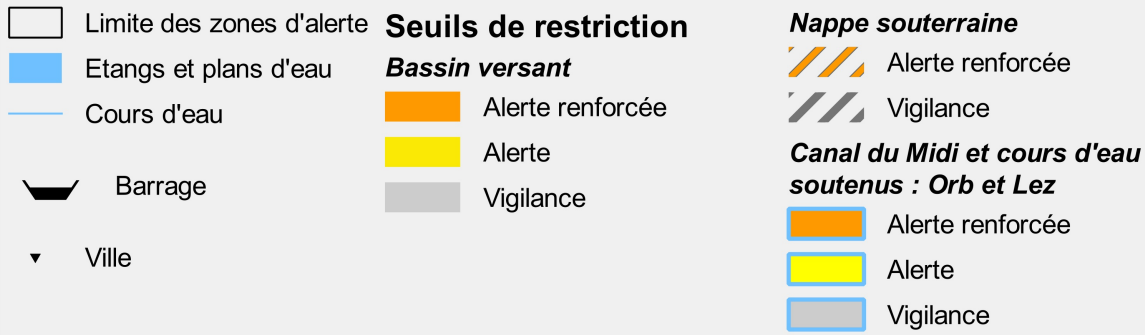 Limite des zones d'alerte
Etangs et plans d'eau
Cours d'eau
Barrage
Ville
Seuils de restriction
Bassin versant
Alerte renforcée
Alerte
Vigilance
Nappe souterraine
Alerte renforcée
Vigilance
Canal du Midi et cours d'eau
soutenus : Orb et Lez
Alerte renforcée
Alerte
Vigilance